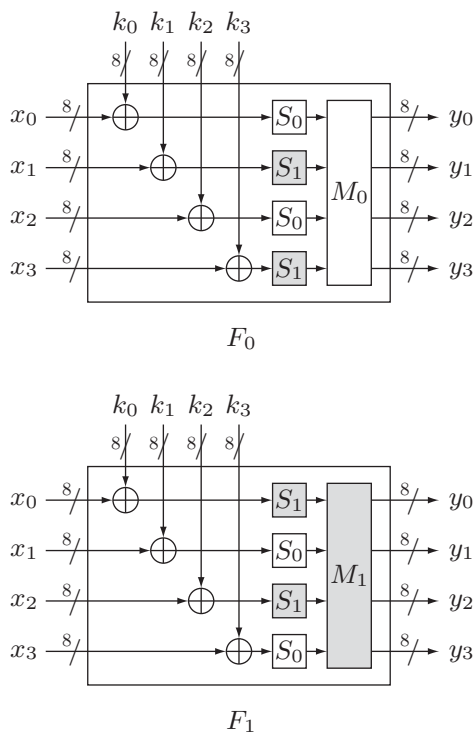 k₀ k₁ k₂ k₃
8 8 8 8
x₀ 8 S₀ 8 y₀
x₁ 8 S₁ 8 y₁
M₀
x₂ 8 S₀ 8 y₂
x₃ 8 S₁ 8 y₃
F₀
k₀ k₁ k₂ k₃
8 8 8 8
x₀ 8 S₁ 8 y₀
x₁ 8 S₀ 8 y₁
M₁
x₂ 8 S₁ 8 y₂
x₃ 8 S₀ 8 y₃
F₁